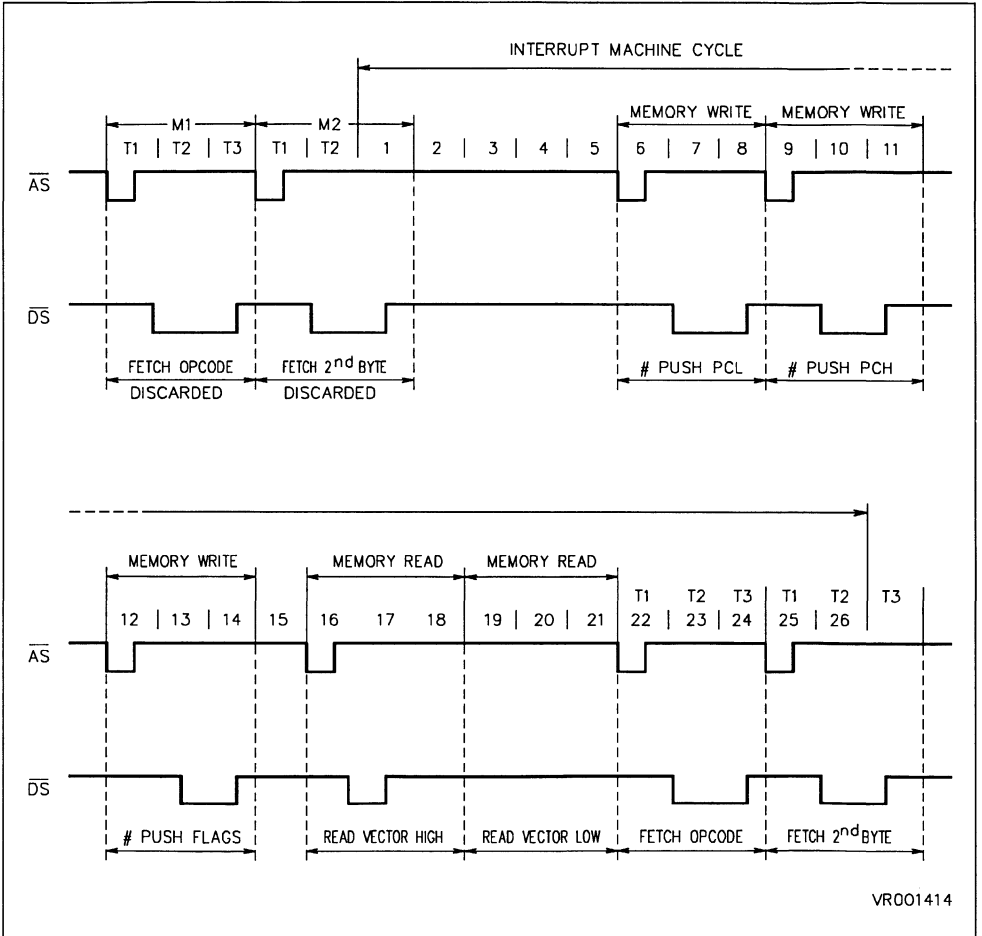 INTERRUPT MACHINE CYCLE
MEMORY WRITE MEMORY WRITE
M1 M2
T1 | T2 | T3 T1 | T2 | 1 2 | 3 | 4 | 5 6 | 7 | 8 9 | 10 | 11
AS
DS
FETCH OPCODE FETCH 2nd BYTE # PUSH PCL # PUSH PCH
DISCARDED DISCARDED
MEMORY WRITE MEMORY READ MEMORY READ
T1 T2 T3 T1 T2 T3
12 | 13 | 14 15 16 17 18 19 | 20 | 21 22 | 23 | 24 25 | 26
AS
DS
# PUSH FLAGS READ VECTOR HIGH READ VECTOR LOW FETCH OPCODE FETCH 2nd BYTE
VR001414